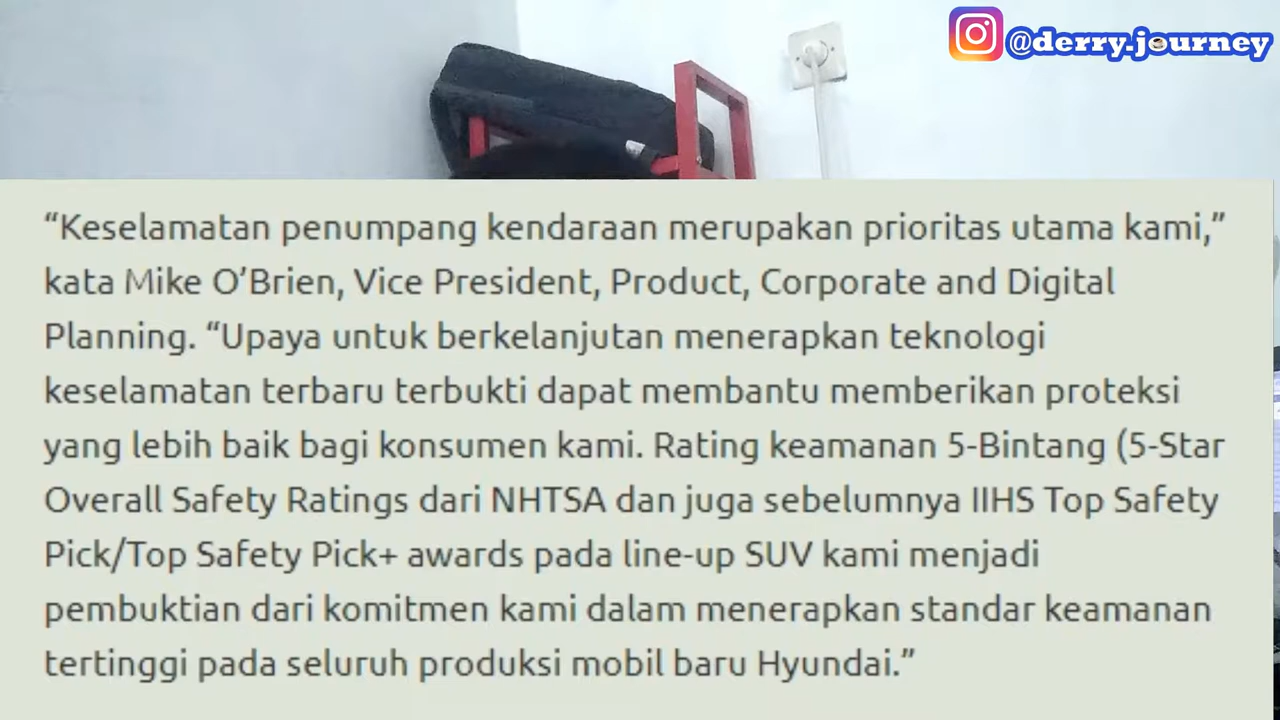 @derry.journey
“Keselamatan penumpang kendaraan merupakan prioritas utama kami,”
kata Mike O’Brien, Vice President, Product, Corporate and Digital
Planning. “Upaya untuk berkelanjutan menerapkan teknologi
keselamatan terbaru terbukti dapat membantu memberikan proteksi
yang lebih baik bagi konsumen kami. Rating keamanan 5-Bintang (5-Star
Overall Safety Ratings dari NHTSA dan juga sebelumnya IIHS Top Safety
Pick/Top Safety Pick+ awards pada line-up SUV kami menjadi
pembuktian dari komitmen kami dalam menerapkan standar keamanan
tertinggi pada seluruh produksi mobil baru Hyundai.”